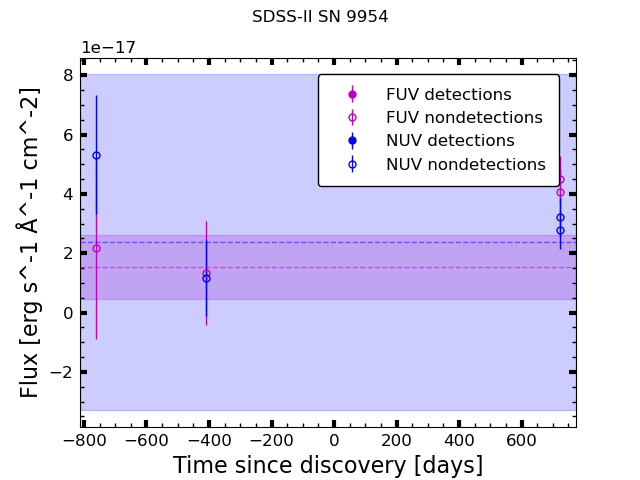 SDSS-II SN 9954
1e−17
FUV detections
FUV nondetections
NUV detections
NUV nondetections
8
6
4
2
0
−2
Flux [erg s^-1 Å^-1 cm^-2]
−800 −600 −400 −200 0 200 400 600
Time since discovery [days]